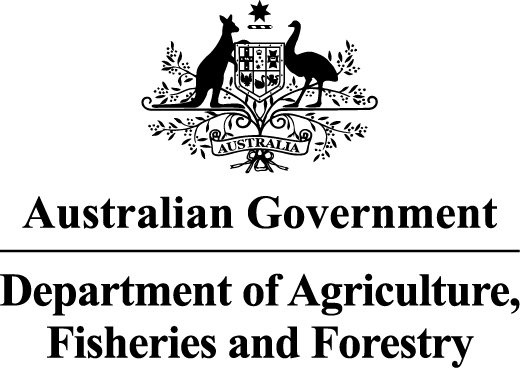 AUSTRALIA
Australian Government
Department of Agriculture,
Fisheries and Forestry